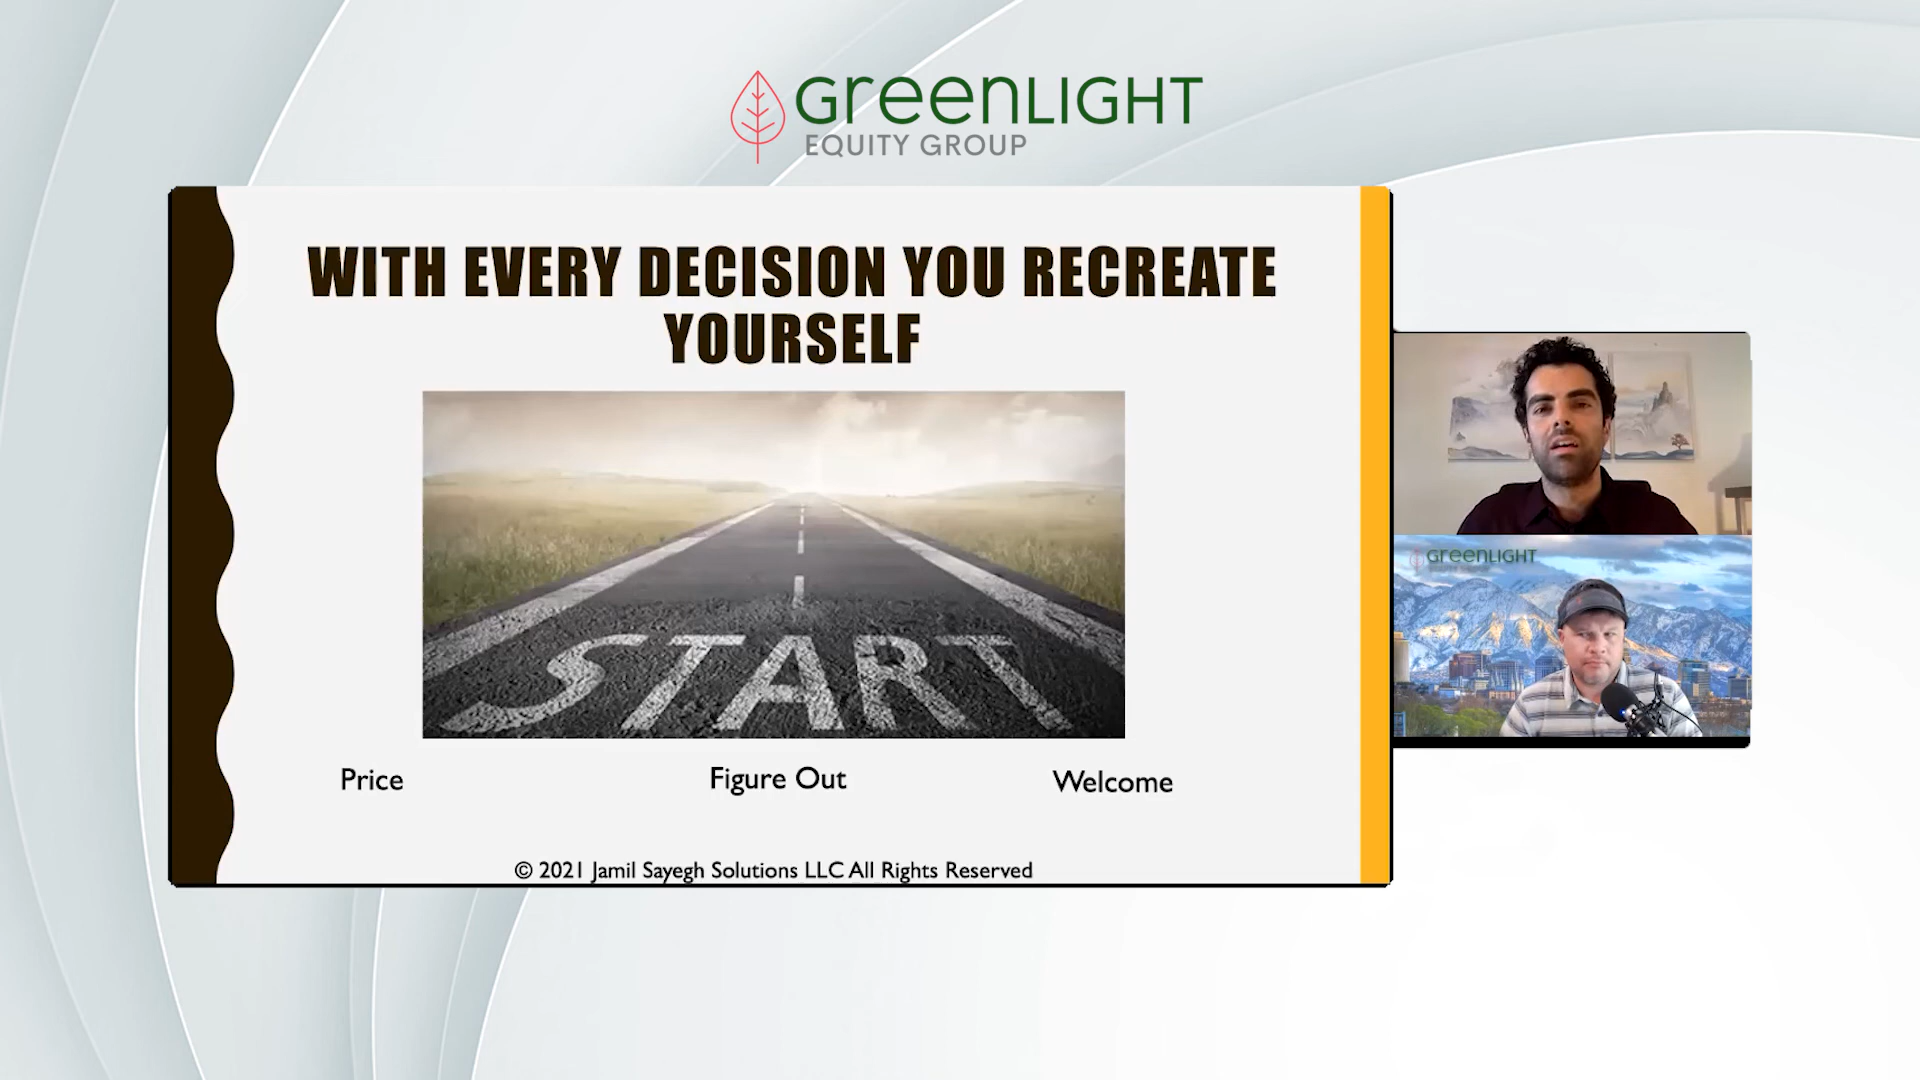 GreenLIGHT
EQUITY GROUP
WITH EVERY DECISION YOU RECREATE
YOURSELF
START
Price
Figure Out
Welcome
© 2021 Jamil Sayegh Solutions LLC All Rights Reserved
GreenLIGHT